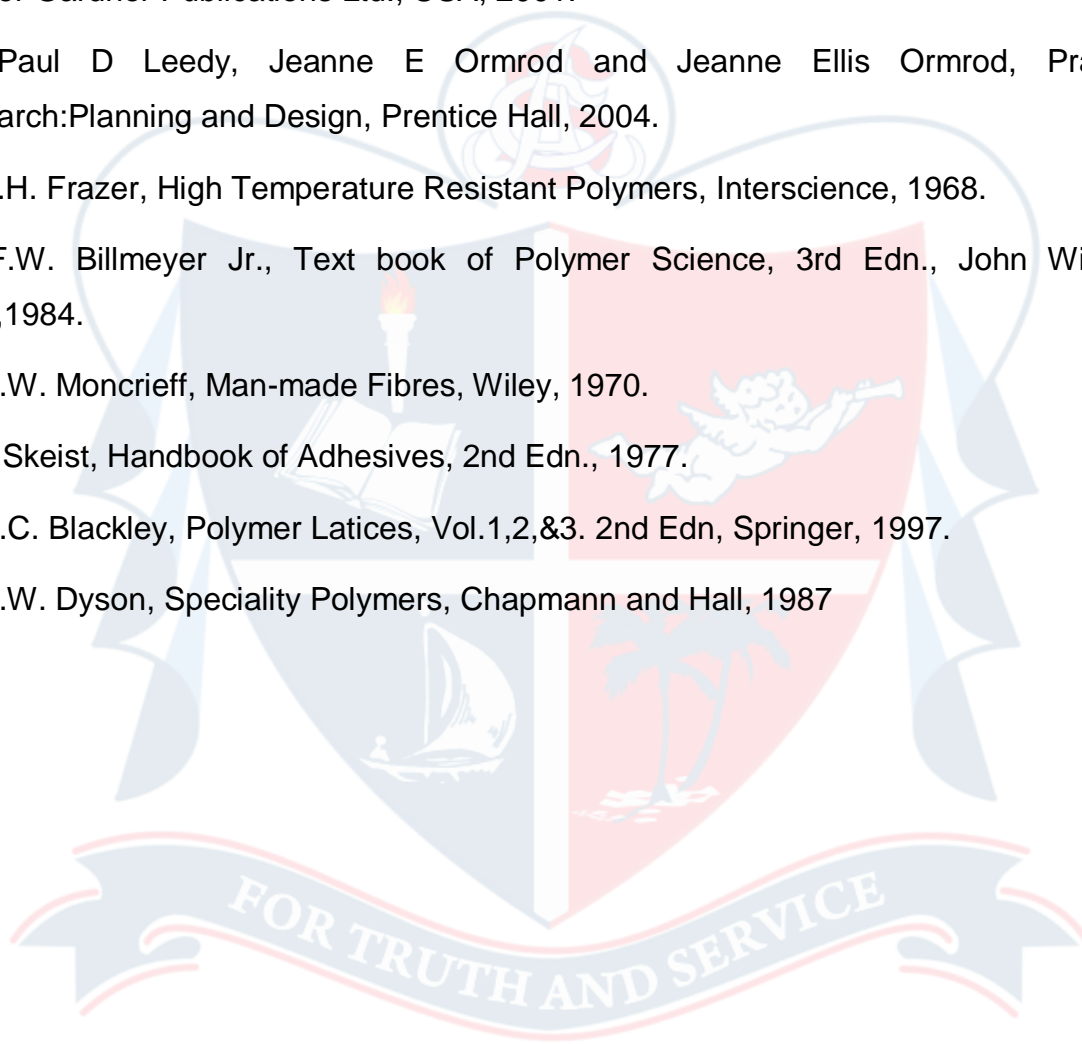 Paul D Leedy, Jeanne E Ormrod and Jeanne Ellis Ormrod, Pra
arch:Planning and Design, Prentice Hall, 2004.
.H. Frazer, High Temperature Resistant Polymers, Interscience, 1968.
F.W. Billmeyer Jr., Text book of Polymer Science, 3rd Edn., John Wi
,1984.
.W. Moncrieff, Man-made Fibres, Wiley, 1970.
Skeist, Handbook of Adhesives, 2nd Edn., 1977.
.C. Blackley, Polymer Latices, Vol.1,2,&3. 2nd Edn, Springer, 1997.
.W. Dyson, Speciality Polymers, Chapmann and Hall, 1987
FOR TRUTH AND SERVICE